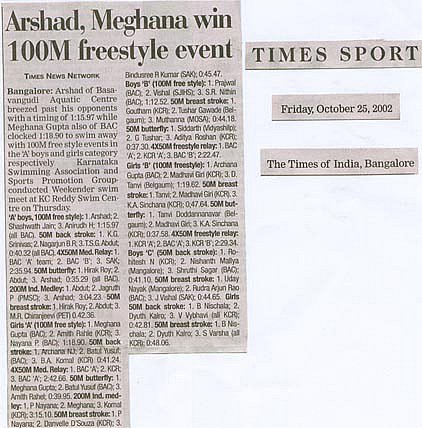 Arshad, Meghana win
100M freestyle event
TIMES NEWS NETWORK
Bangalore: Arshad of Basa-
vangudi Aquatic Centre
breezed past his opponents
with a timing of 1:15.97 while
Meghana Gupta also of BAC
clocked 1:18.90 to swim away
with 100M free style events in
the 'A' boys and girls category
respectively Karnataka
Swimming Association and
Sports Promotion Group-
conducted Weekender swim
meet at KC Reddy Swim Cen-
tre on Thursday.
'A' boys, 100M free style): 1. Arshad; 2.
Shashwath Jain; 3. Anirudh H; 1:15.97
(all BAC). 50M back stroke: 1. K.G.
Srinivas; 2. Nagarjun B.R; 3. T.S.G. Abdut;
0:40.32 (all BAC). 4X50M Med. Relay: 1.
BAC 'A' team; 2. BAC 'B'; 3. SAK;
2:35.94. 50M butterfly: 1. Hirak Roy; 2.
Abdut; 3. Arshad; 0:35.29 (all BAC).
200M Ind. Medley: 1. Abdut; 2. Jagruth
P (PMSC); 3. Arshad; 3:04.23. 50M
breast stroke: 1. Hirak Roy; 2. Abdut; 3.
M.R. Chiranjeevi (PET) 0.42.36.
Girls 'A' (100M free style): 1. Meghana
Gupta (BAC); 2. Amith Rahle (KCR); 3.
Nayana P. (BAC); 1:18.90. 50M back
stroke: 1. Archana NJ; 2. Batul Yusuf;
(BAC); 3. B.A. Komal (KCR) 0:41.24.
4X50M Med. Relay: 1. BAC 'A'; 2. KCR;
3. BAC 'A'; 2:42.66. 50M butterfly: 1.
Meghana Gupta; 2. Batul Yusuf (BAC); 3.
Amith Rahel; 0:39.95. 200M Ind. med-
ley: 1. P Nayana; 2. Meghana; 3. Komal
(KCR); 3:15.10. 50M breast stroke: 1. P
Nayana; 2. Danvelle D'Souza (KCR); 3.
Bindusree R Kumar (SAK); 0:45.47.
Boys 'B' (100M free style): 1. Prajwal
(BAC); 2. Vishal (SJHS); 3. S.R. Nithin
(BAC); 1:12.52. 50M breast stroke: 1.
Goutham (KCR); 2. Tushar Gawade (Bel-
gaum); 3. Muthanna (MOSA); 0:44.18.
50M butterfly: 1. Siddarth (Vidyashilp);
2. G Tushar; 3. Aditya Roshan (KCR);
0:37.30. 4X50M freestyle relay: 1. BAC
'A'; 2. KCR 'A'; 3. BAC 'B'; 2:22.47.
Girls 'B' (100M free style): 1. Archana
Gupta (BAC); 2. Madhavi Giri (KCR); 3. D.
Tanvi (Belgaum); 1:19.62. 50M breast
stroke: 1. Tanvi; 2. Madhavi Giri; 3. K.A.
Sinchana (KCR); 0:47.64. 50M but-
terfly: 1. Tanvi Doddannanavar (Bel-
gaum); 2. Madhavi Giri; 3. K.A. Sinchana
(KCR); 0:37.58. 4X50M freestyle relay:
1. KCR 'A'; 2. BAC 'A'; 3. KCR 'B'; 2:29.34.
Boys 'C' (50M back stroke): 1. Ro-
hitesh N (KCR); 2. Nishanth Mallya
(Mangalore); 3. Shruthi Sagar (BAC);
0:41.10. 50M breast stroke: 1. Uday
Nayak (Mangalore); 2. Rudra Arjun Rao
(BAC); 3. J Vishal (SAK); 0:44.65. Girls
50M back stroke: 1. B Nischala; 2.
Dyuth Kalro; 3. V Vybhavi (all KCR);
0:42.81. 50M breast stroke: 1. B Nis-
chala; 2. Dyuth Kalro; 3. S Varsha (all
KCR); 0:48.06.
TIMES SPORT
Friday, October 25, 2002
The Times of India, Bangalore